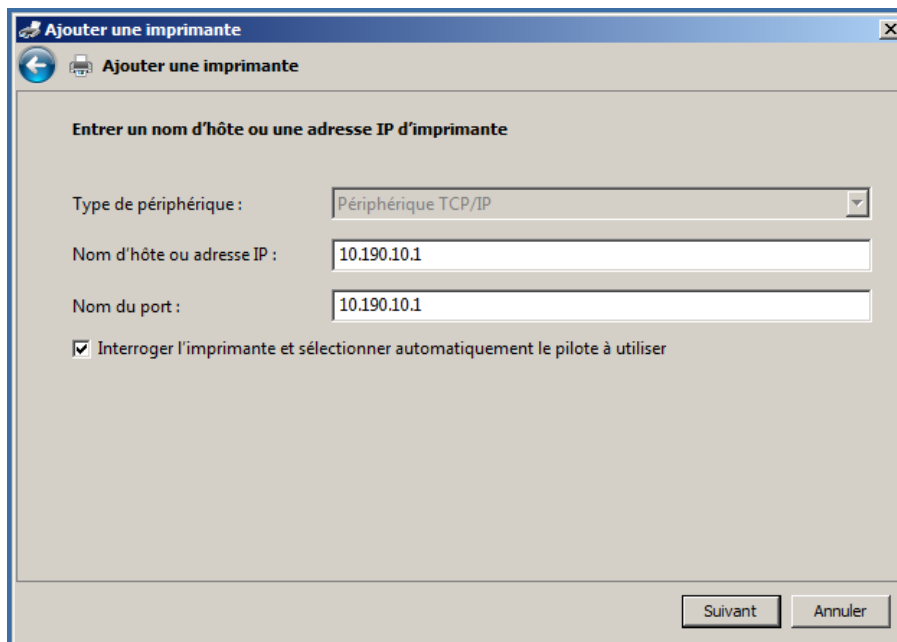 Ajouter une imprimante
Ajouter une imprimante
Entrer un nom d'hôte ou une adresse IP d'imprimante
Type de périphérique : Périphérique TCP/IP
Nom d'hôte ou adresse IP : 10.190.10.1
Nom du port : 10.190.10.1
Interroger l'imprimante et sélectionner automatiquement le pilote à utiliser
Suivant Annuler